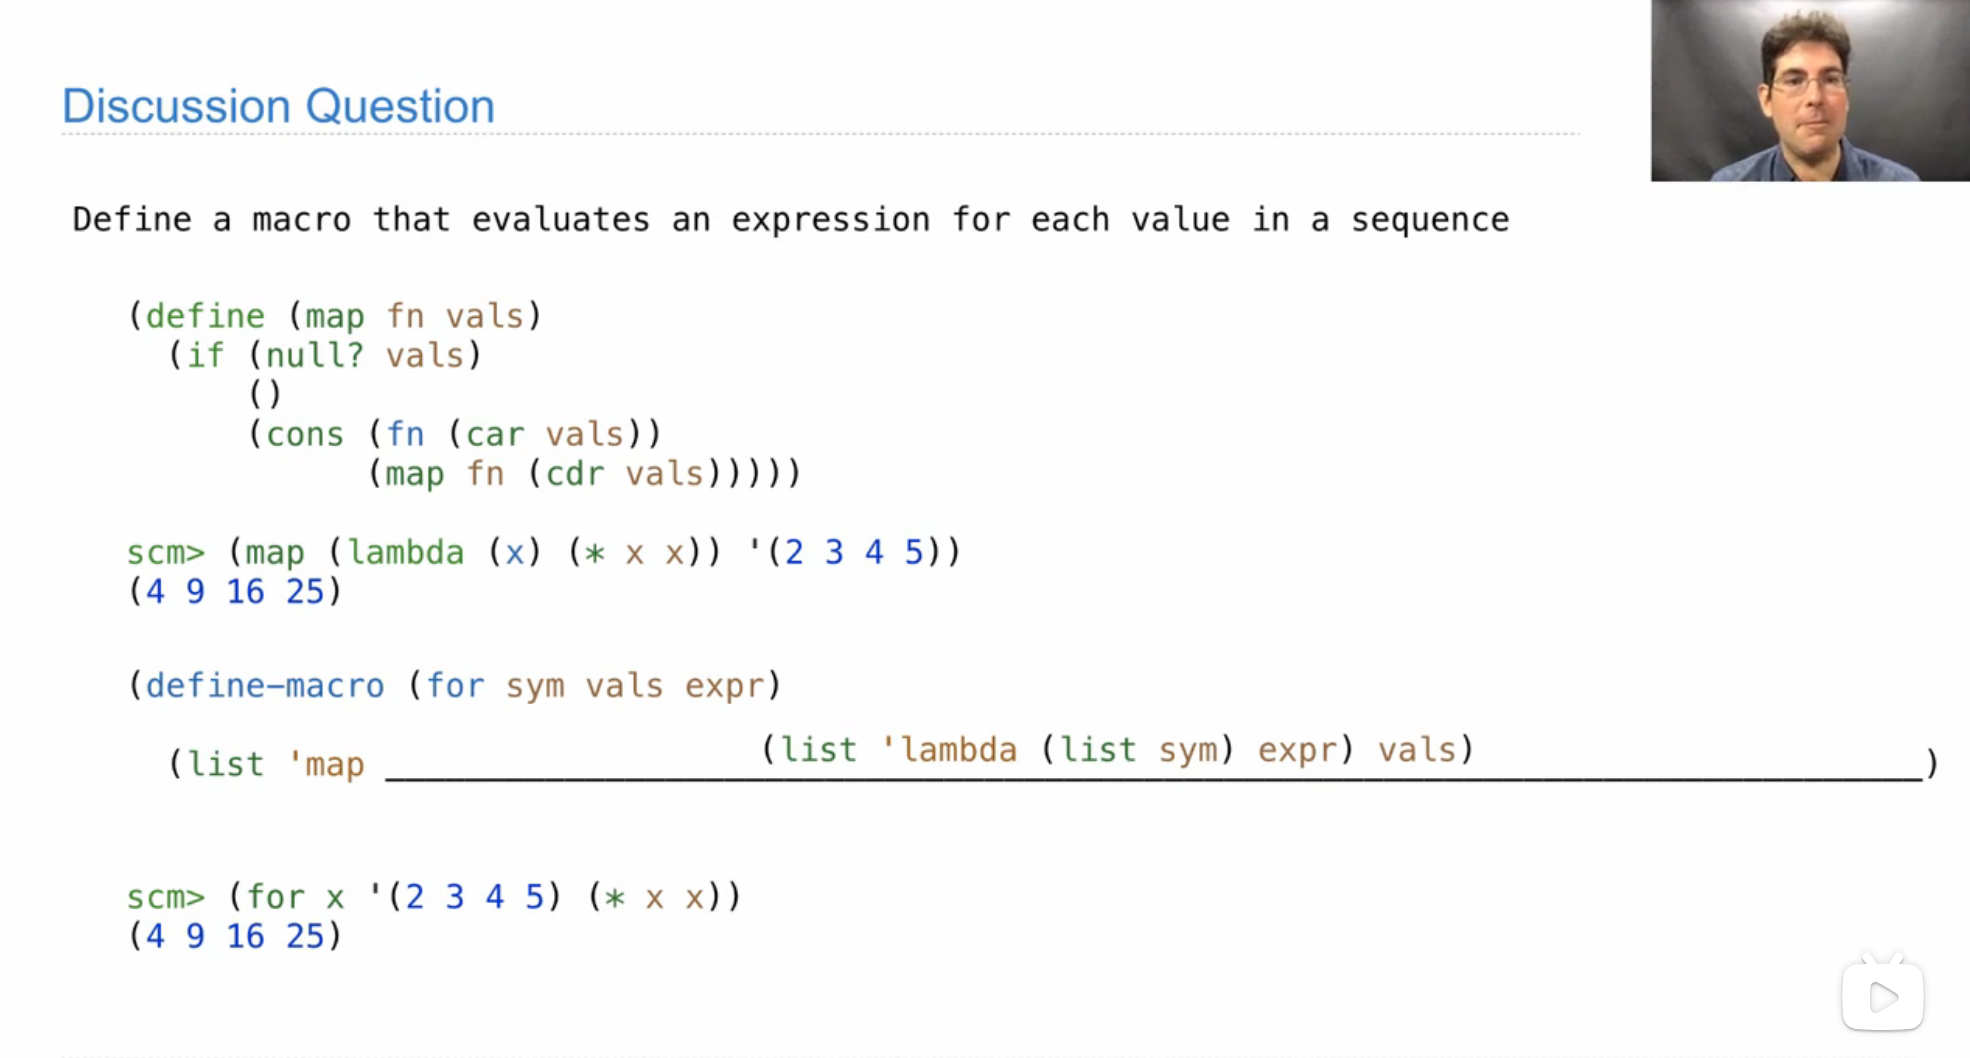 Discussion Question
Define a macro that evaluates an expression for each value in a sequence
(define (map fn vals)
(if (null? vals)
()
(cons (fn (car vals))
(map fn (cdr vals)))))
scm> (map (lambda (x) (* x x)) '(2 3 4 5))
(4 9 16 25)
(define-macro (for sym vals expr)
(list 'map (list 'lambda (list sym) expr) vals) )
scm> (for x '(2 3 4 5) (* x x))
(4 9 16 25)